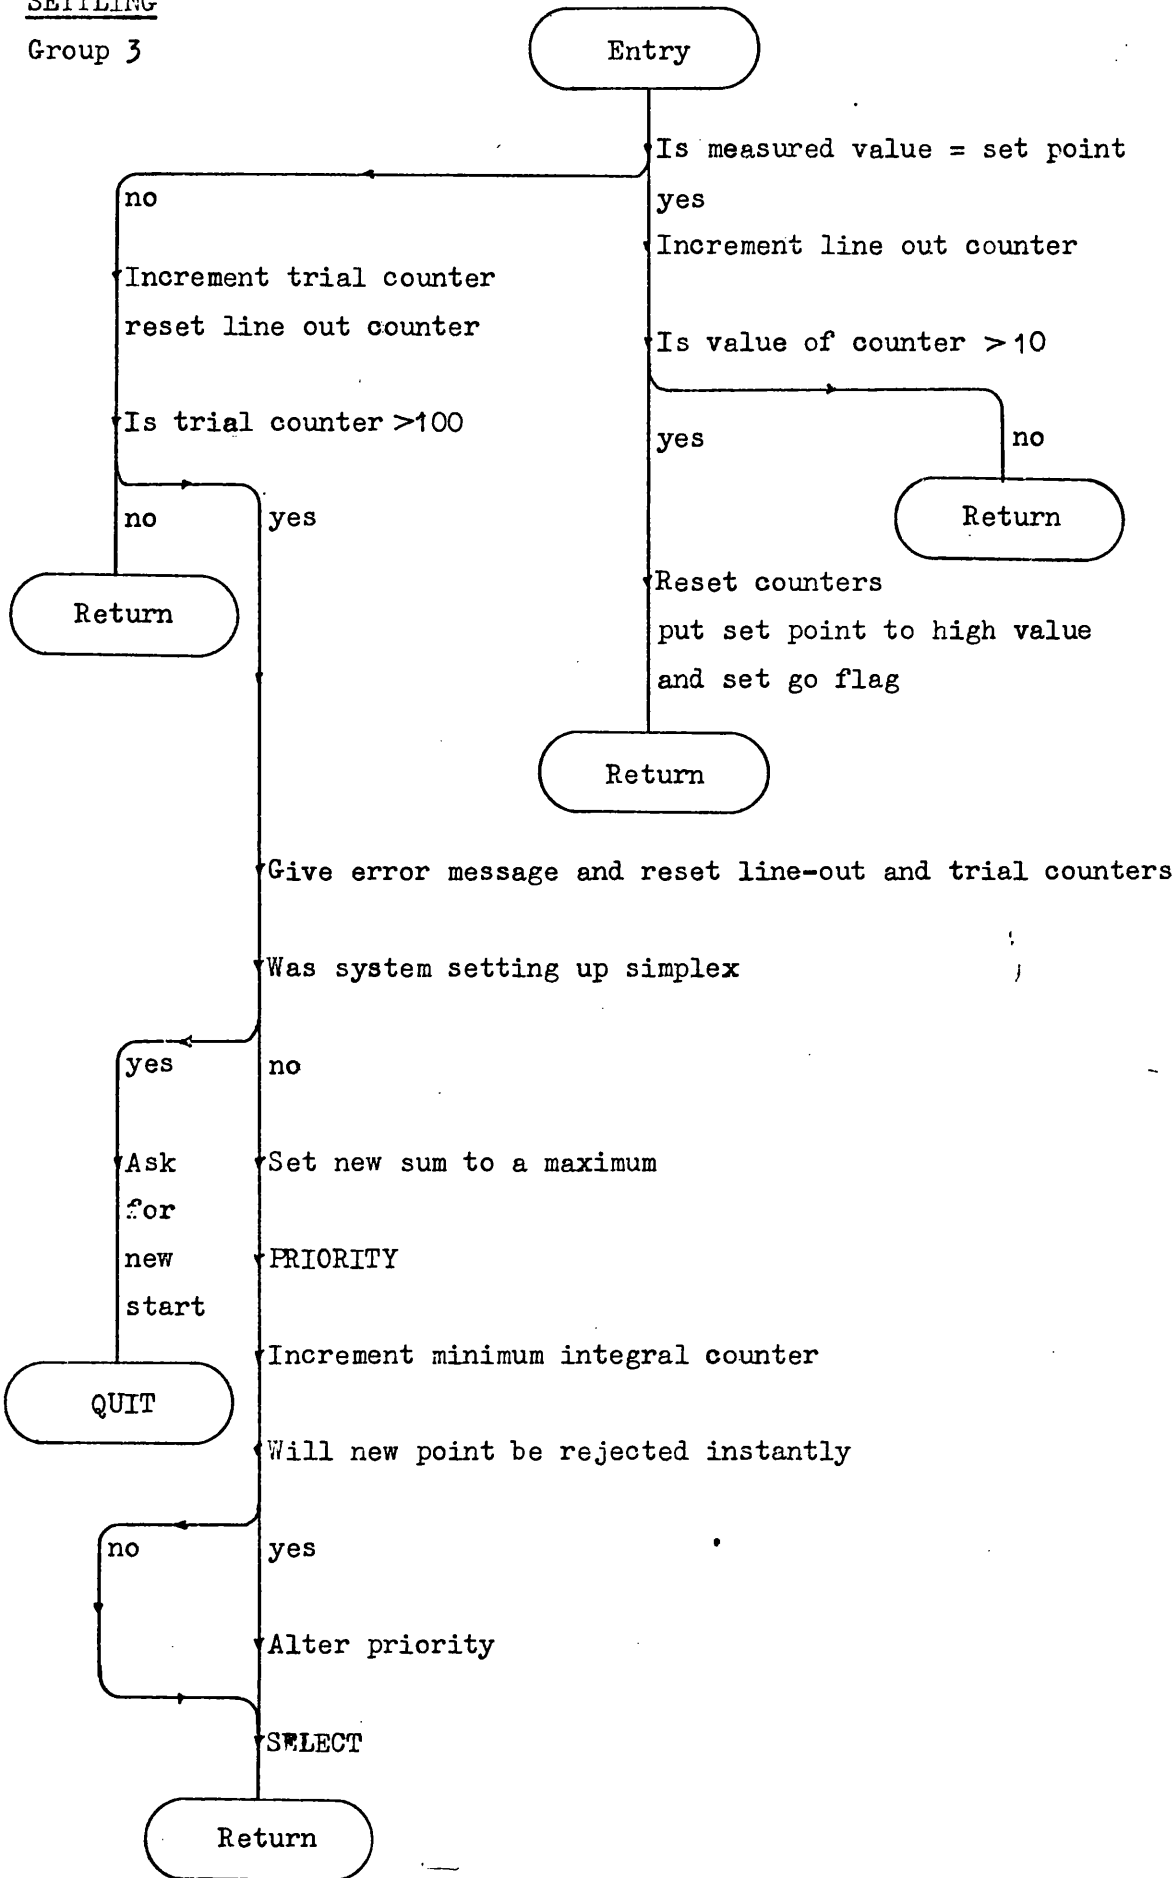 SETTLING
Group 3
Entry
Is measured value = set point
no
yes
Increment line out counter
Increment trial counter
reset line out counter
Is value of counter >10
Is trial counter >100
yes
no
no
yes
Return
Return
Reset counters
put set point to high value
and set go flag
Return
Give error message and reset line-out and trial counters
Was system setting up simplex
yes
no
Ask
for
new
start
Set new sum to a maximum
PRIORITY
Increment minimum integral counter
QUIT
Will new point be rejected instantly
no
yes
Alter priority
SELECT
Return